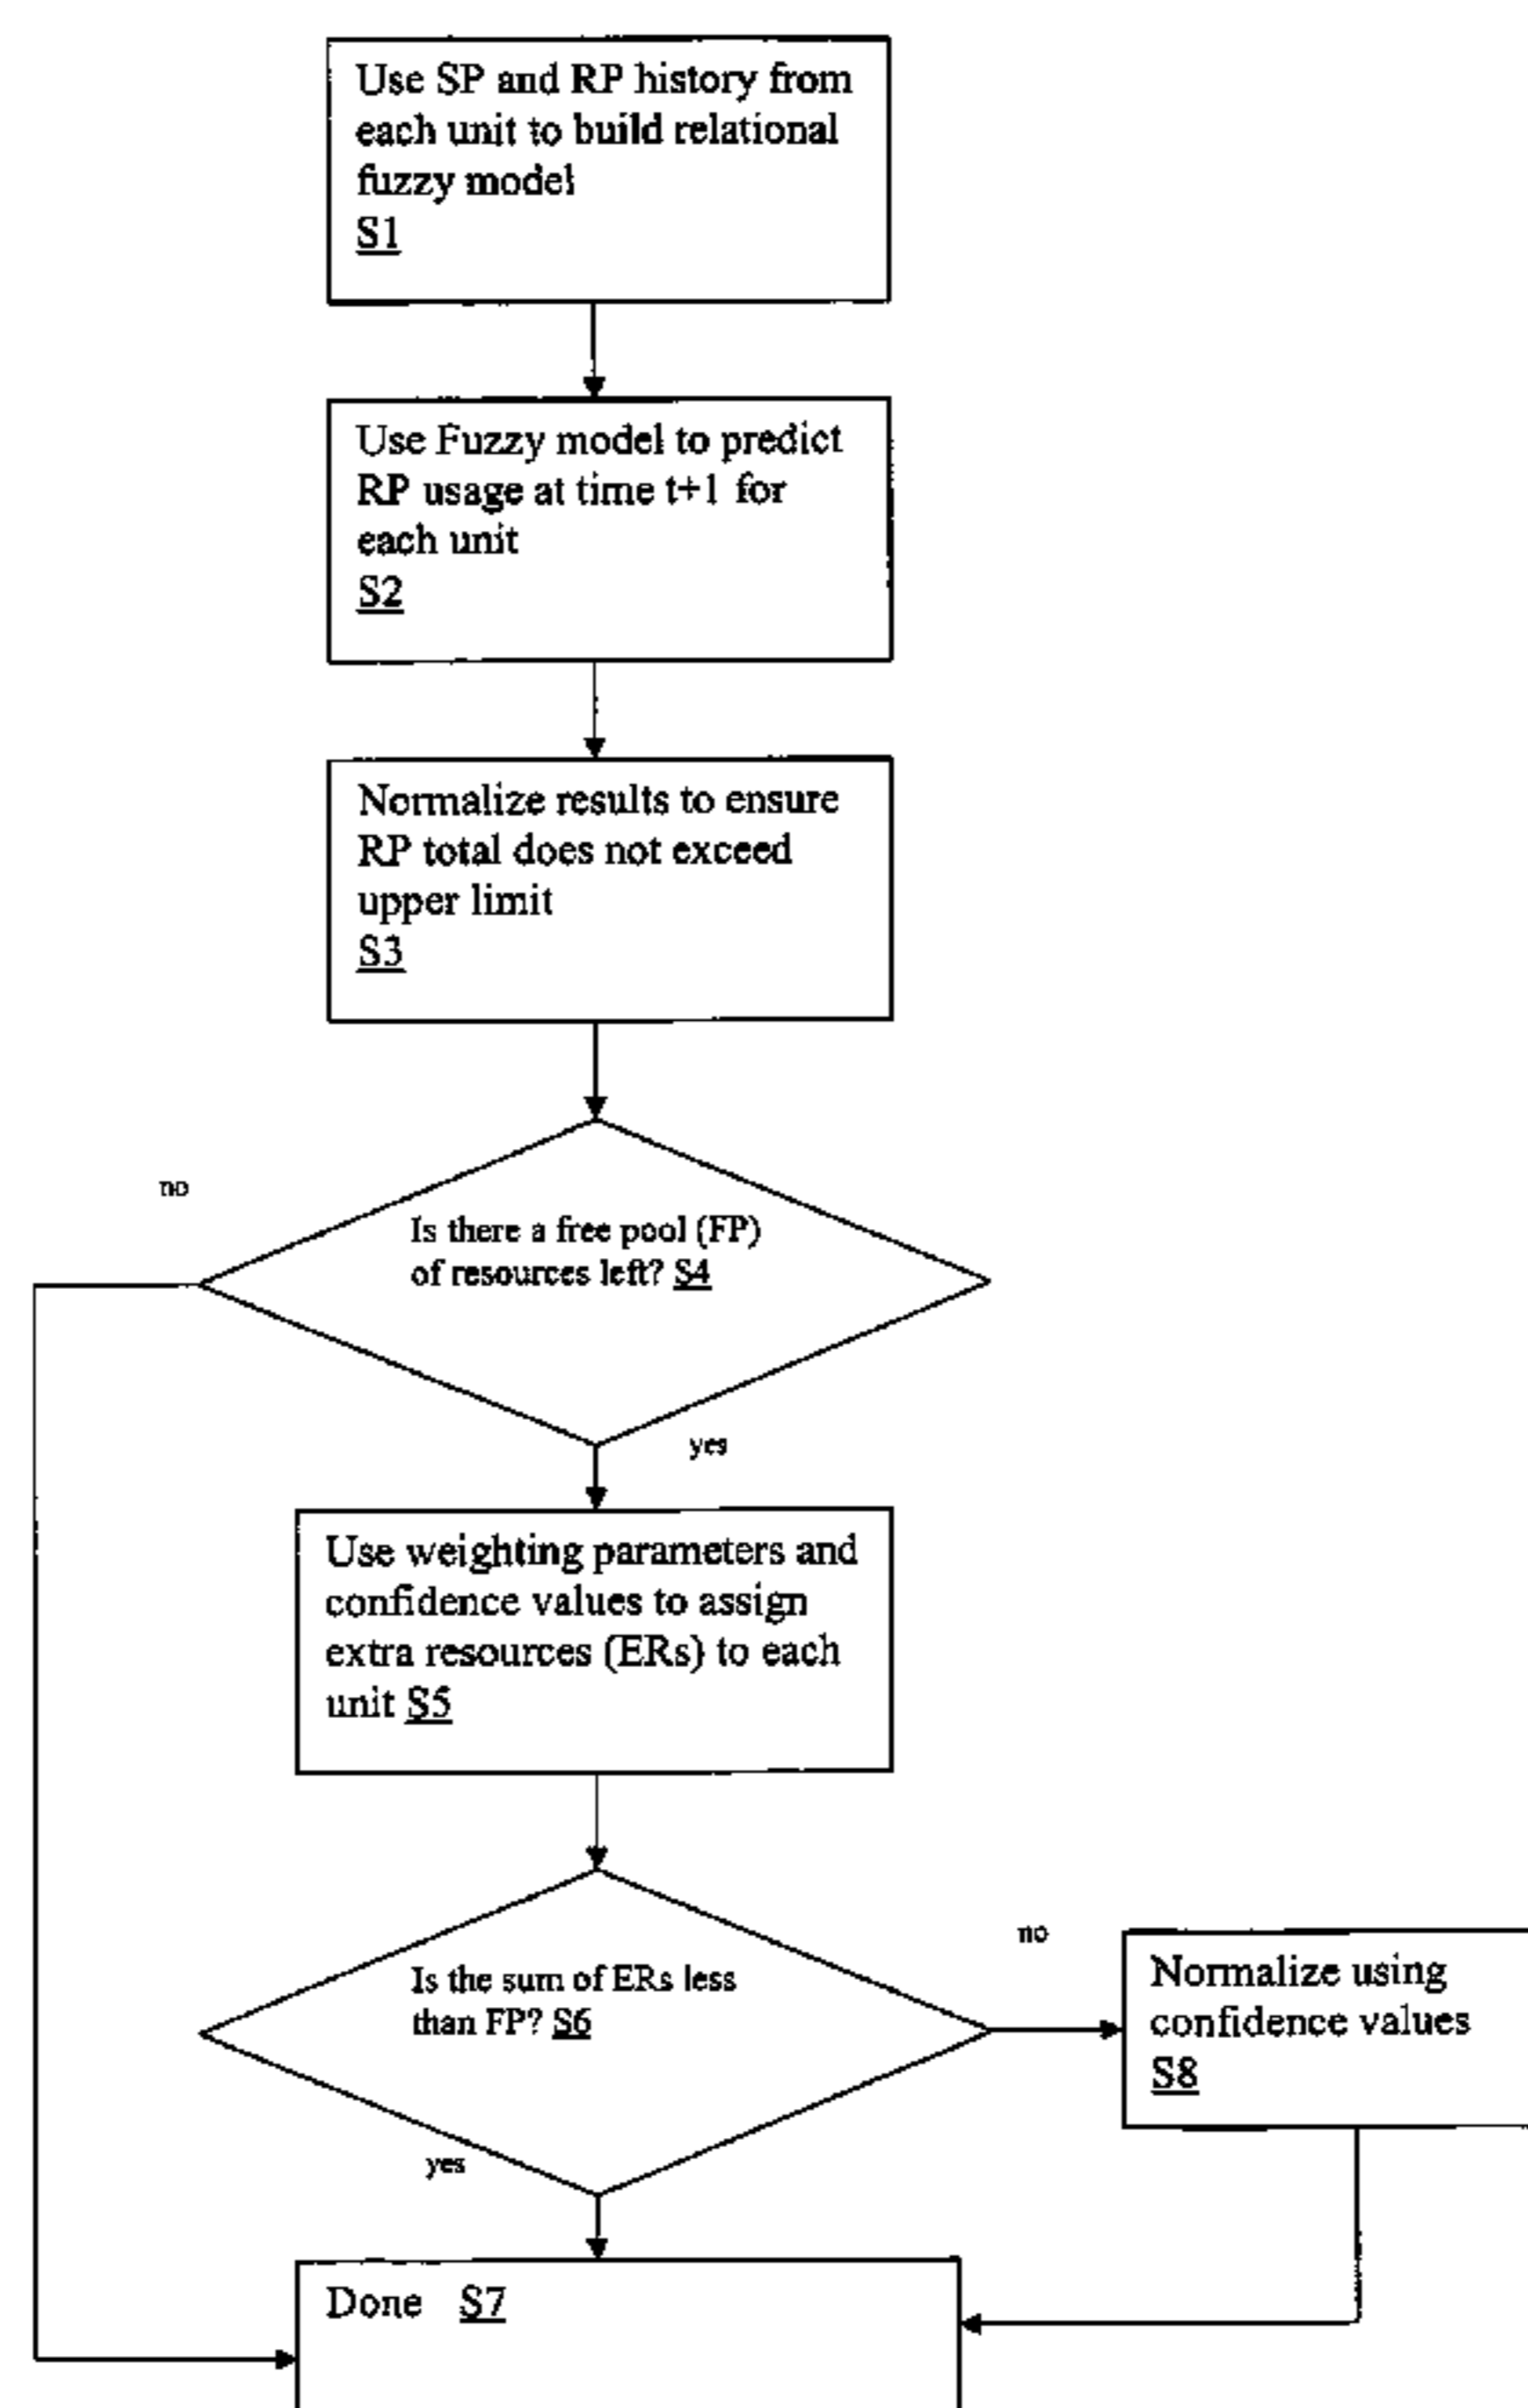 Use SP and RP history from
each unit to build relational
fuzzy model
S1
Use Fuzzy model to predict
RP usage at time t+1 for
each unit
S2
Normalize results to ensure
RP total does not exceed
upper limit
S3
no
Is there a free pool (FP)
of resources left? S4
yes
Use weighting parameters and
confidence values to assign
extra resources (ERs) to each
unit S5
no
Is the sum of ERs less
than FP? S6
Normalize using
confidence values
S8
yes
Done S7